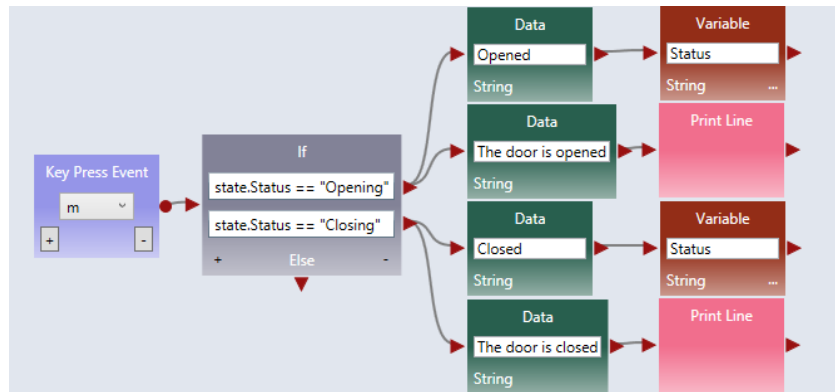 Key Press Event
m
+ -
If
state.Status == "Opening"
state.Status == "Closing"
+ Else -
Data
Opened
String
Variable
Status
String ...
Data
The door is opened
String
Print Line
Data
Closed
String
Variable
Status
String ...
Data
The door is closed
String
Print Line